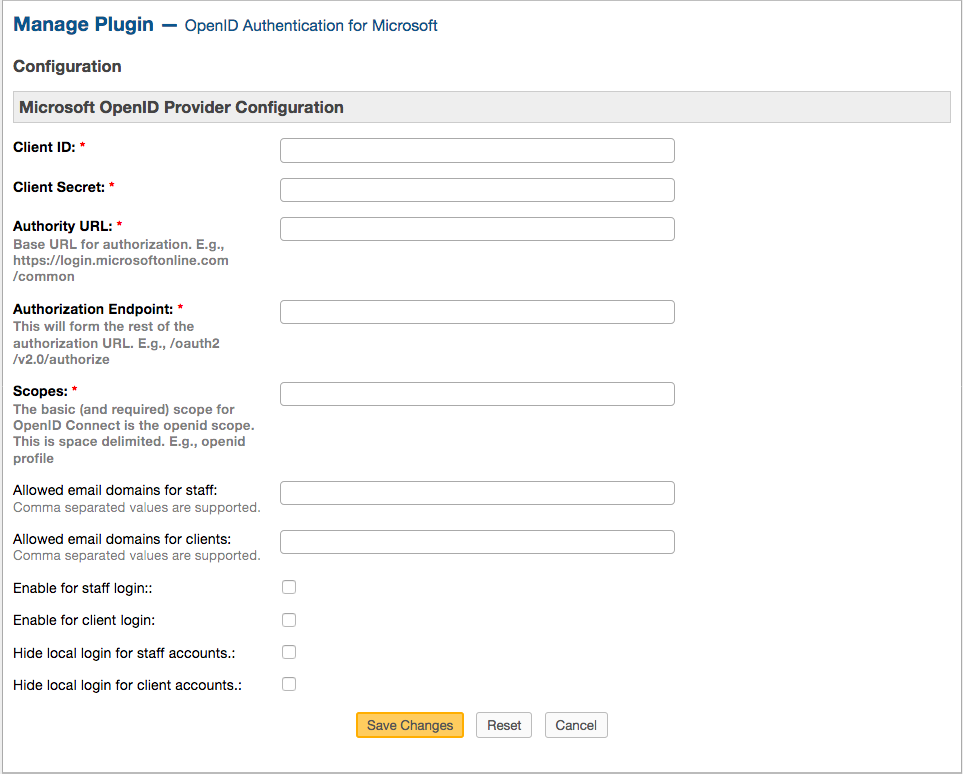 Manage Plugin — OpenID Authentication for Microsoft
Configuration
Microsoft OpenID Provider Configuration
Client ID: *
Client Secret: *
Authority URL: *
Base URL for authorization. E.g.,
https://login.microsoftonline.com
/common
Authorization Endpoint: *
This will form the rest of the
authorization URL. E.g., /oauth2
/v2.0/authorize
Scopes: *
The basic (and required) scope for
OpenID Connect is the openid scope.
This is space delimited. E.g., openid
profile
Allowed email domains for staff:
Comma separated values are supported.
Allowed email domains for clients:
Comma separated values are supported.
Enable for staff login::
Enable for client login:
Hide local login for staff accounts.:
Hide local login for client accounts.:
Save Changes Reset Cancel